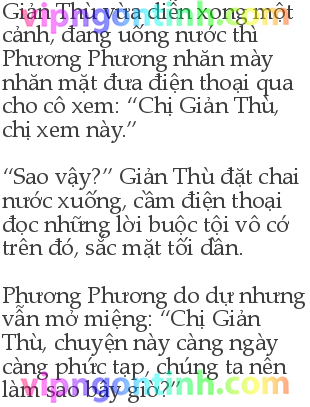 Giản Thù vừa diễn xong một
cảnh, đang uống nước thì
Phương Phương nhăn mày
nhăn mặt đưa điện thoại qua
cho cô xem: “Chị Giản Thù,
chị xem này.”
“Sao vậy?” Giản Thù đặt chai
nước xuống, cầm điện thoại
đọc những lời buộc tội vô cớ
trên đó, sắc mặt tối dần.
Phương Phương do dự nhưng
vẫn mở miệng: “Chị Giản
Thù, chuyện này càng ngày
càng phức tạp, chúng ta nên
làm sao bây giờ?”
vipngontinh.com
vipngontinh.com